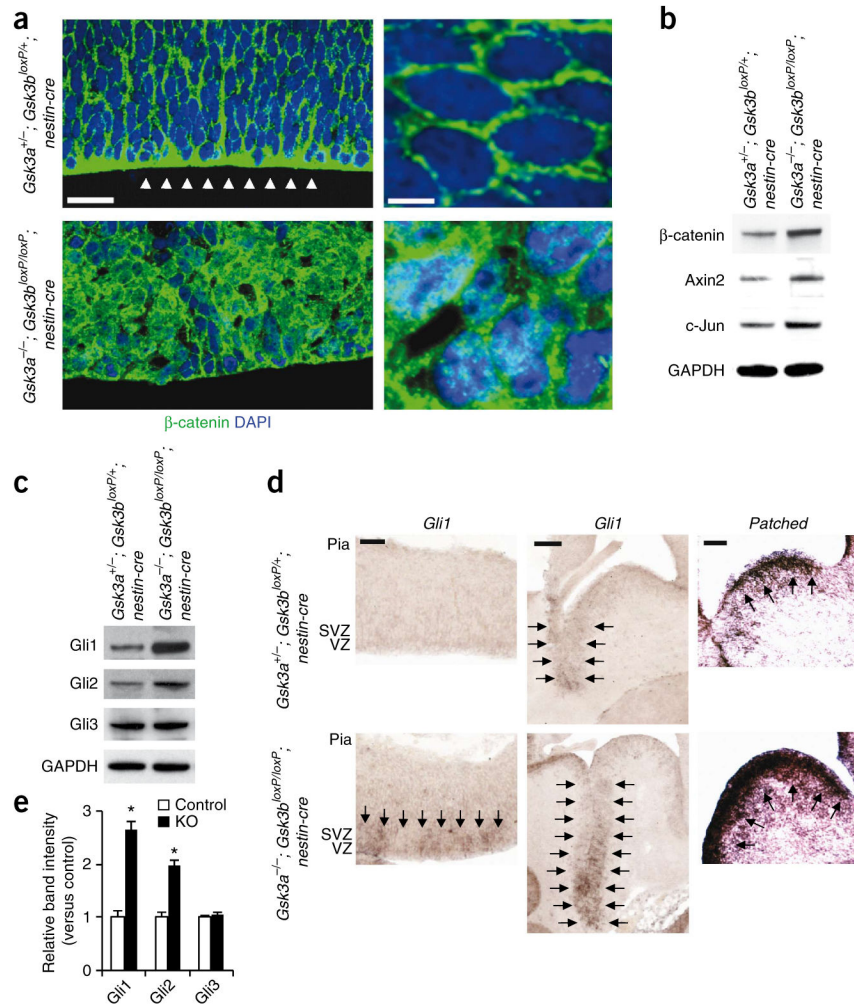 a
Gsk3a+/−; Gsk3bloxP/+;
nestin-cre
Gsk3a−/−; Gsk3bloxP/loxP;
nestin-cre
β-catenin DAPI
b
Gsk3a+/−; Gsk3bloxP/+;
nestin-cre
Gsk3a−/−; Gsk3bloxP/loxP;
nestin-cre
β-catenin
Axin2
c-Jun
GAPDH
c
Gsk3a+/−; Gsk3bloxP/+;
nestin-cre
Gsk3a−/−; Gsk3bloxP/loxP;
nestin-cre
Gli1
Gli2
Gli3
GAPDH
d
Gli1
Gli1
Patched
Gsk3a+/−; Gsk3bloxP/+;
nestin-cre
Pia
SVZ
VZ
Gsk3a−/−; Gsk3bloxP/loxP;
nestin-cre
Pia
SVZ
VZ
e
Relative band intensity
(versus control)
3
2
1
0
Control
KO
*
*
Gli1
Gli2
Gli3